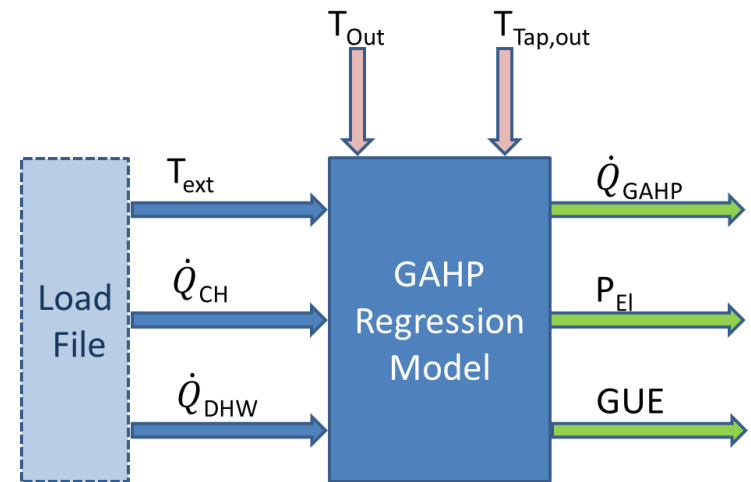 T_Out
T_Tap,out
T_ext
Q̇_CH
Q̇_DHW
Load
File
GAHP
Regression
Model
Q̇_GAHP
P_El
GUE